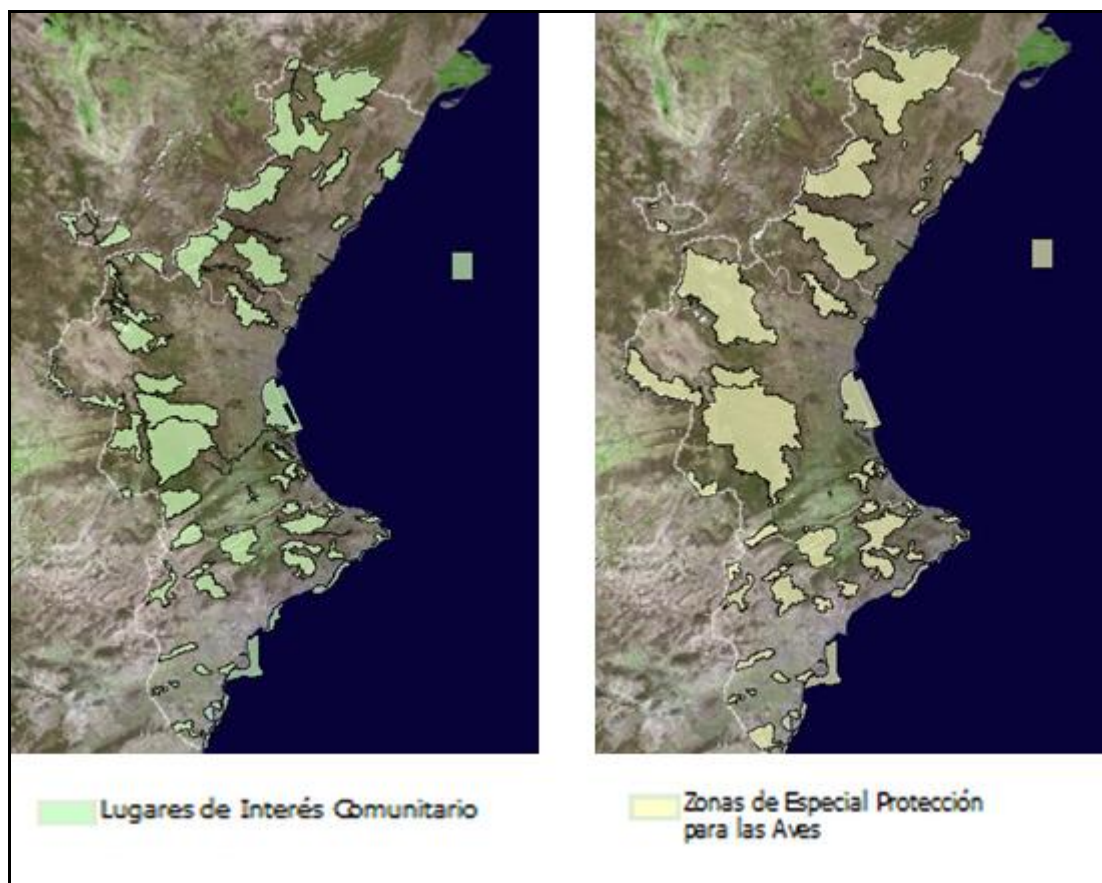 Lugares de Interés Comunitario
Zonas de Especial Protección
para las Aves